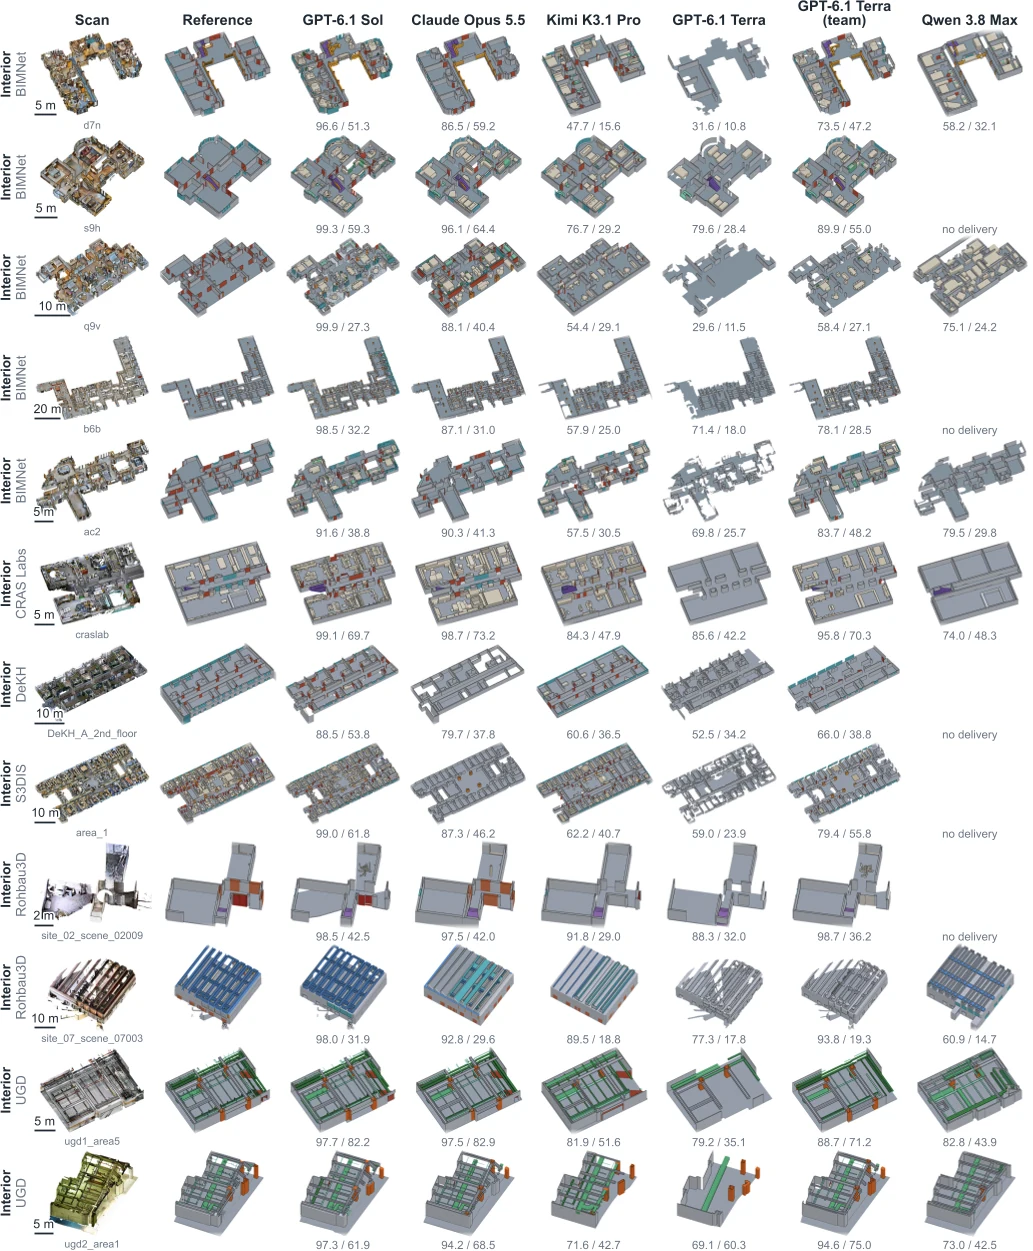 Scan Reference GPT-6.1 Sol Claude Opus 5.5 Kimi K3.1 Pro GPT-6.1 Terra GPT-6.1 Terra (team) Qwen 3.8 Max
Interior BIMNet
5 m
d7n 96.6 / 51.3 86.5 / 59.2 47.7 / 15.6 31.6 / 10.8 73.5 / 47.2 58.2 / 32.1
Interior BIMNet
5 m
s9h 99.3 / 59.3 96.1 / 64.4 76.7 / 29.2 79.6 / 28.4 89.9 / 55.0 no delivery
Interior BIMNet
10 m
q9v 99.9 / 27.3 88.1 / 40.4 54.4 / 29.1 29.6 / 11.5 58.4 / 27.1 75.1 / 24.2
Interior BIMNet
20 m
b6b 98.5 / 32.2 87.1 / 31.0 57.9 / 25.0 71.4 / 18.0 78.1 / 28.5 no delivery
Interior BIMNet
5 m
ac2 91.6 / 38.8 90.3 / 41.3 57.5 / 30.5 69.8 / 25.7 83.7 / 48.2 79.5 / 29.8
Interior CRAS Labs
5 m
craslab 99.1 / 69.7 98.7 / 73.2 84.3 / 47.9 85.6 / 42.2 95.8 / 70.3 74.0 / 48.3
Interior DeKH
10 m
DeKH_A_2nd_floor 88.5 / 53.8 79.7 / 37.8 60.6 / 36.5 52.5 / 34.2 66.0 / 38.8 no delivery
Interior S3DIS
10 m
area_1 99.0 / 61.8 87.3 / 46.2 62.2 / 40.7 59.0 / 23.9 79.4 / 55.8 no delivery
Interior Rohbau3D
2 m
site_02_scene_02009 98.5 / 42.5 97.5 / 42.0 91.8 / 29.0 88.3 / 32.0 98.7 / 36.2 no delivery
Interior Rohbau3D
10 m
site_07_scene_07003 98.0 / 31.9 92.8 / 29.6 89.5 / 18.8 77.3 / 17.8 93.8 / 19.3 60.9 / 14.7
Interior UGD
5 m
ugd1_area5 97.7 / 82.2 97.5 / 82.9 81.9 / 51.6 79.2 / 35.1 88.7 / 71.2 82.8 / 43.9
Interior UGD
5 m
ugd2_area1 97.3 / 61.9 94.2 / 68.5 71.6 / 42.7 69.1 / 60.3 94.6 / 75.0 73.0 / 42.5